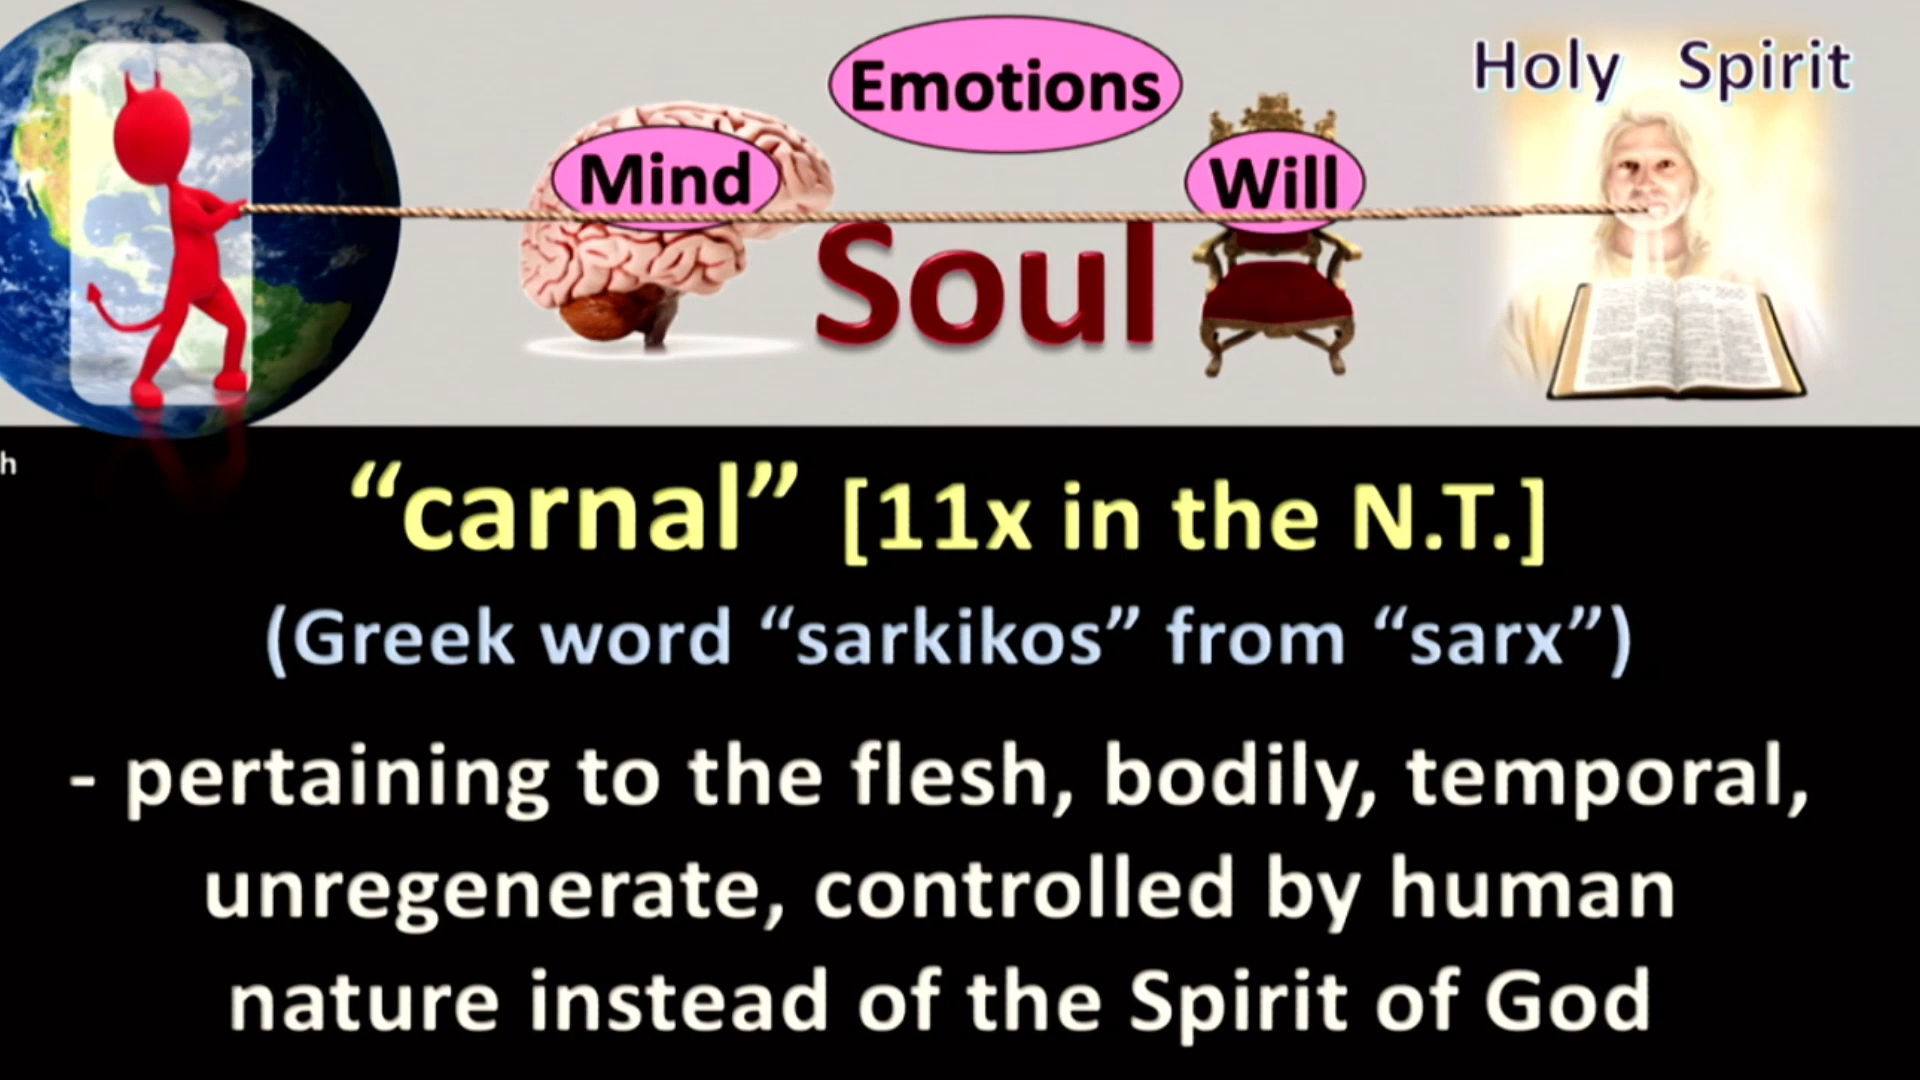 Holy Spirit
Emotions
Mind
Will
Soul
h
“carnal” [11x in the N.T.]
(Greek word “sarkikos” from “sarx”)
- pertaining to the flesh, bodily, temporal,
unregenerate, controlled by human
nature instead of the Spirit of God